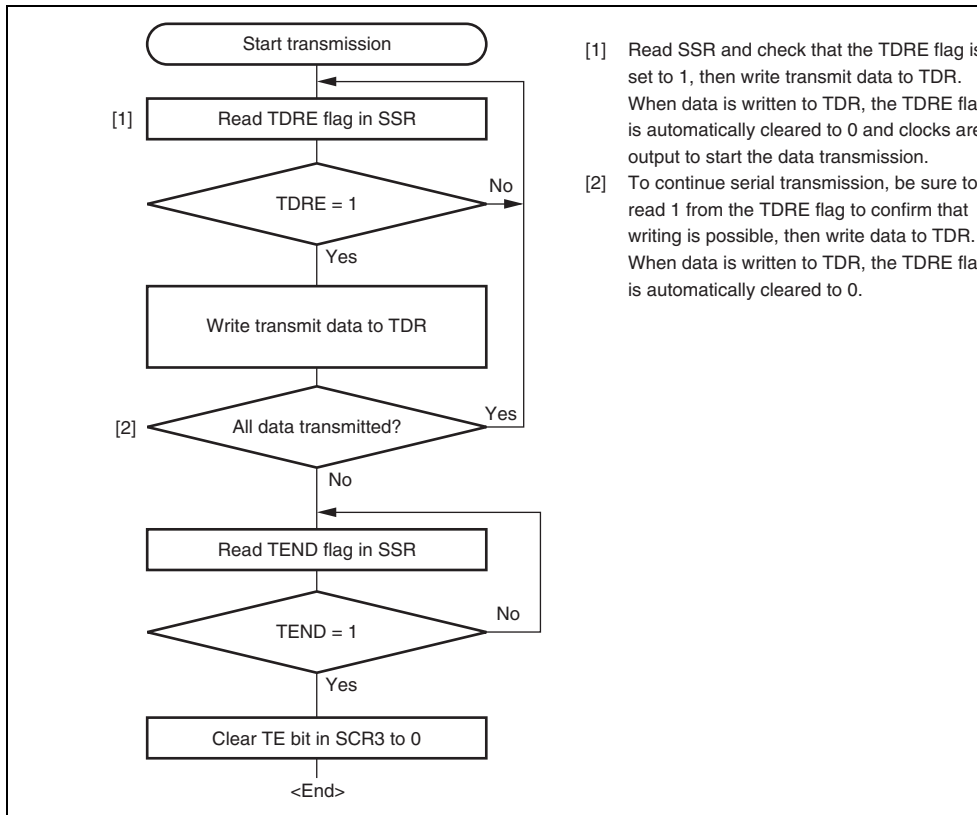 Start transmission
[1] Read TDRE flag in SSR
TDRE = 1
No
Yes
Write transmit data to TDR
[2] All data transmitted?
Yes
No
Read TEND flag in SSR
TEND = 1
No
Yes
Clear TE bit in SCR3 to 0
<End>
[1] Read SSR and check that the TDRE flag is
set to 1, then write transmit data to TDR.
When data is written to TDR, the TDRE
is automatically cleared to 0 and clocks are
output to start the data transmission.
[2] To continue serial transmission, be sure to
read 1 from the TDRE flag to confirm that
writing is possible, then write data to TDR.
When data is written to TDR, the TDRE
is automatically cleared to 0.